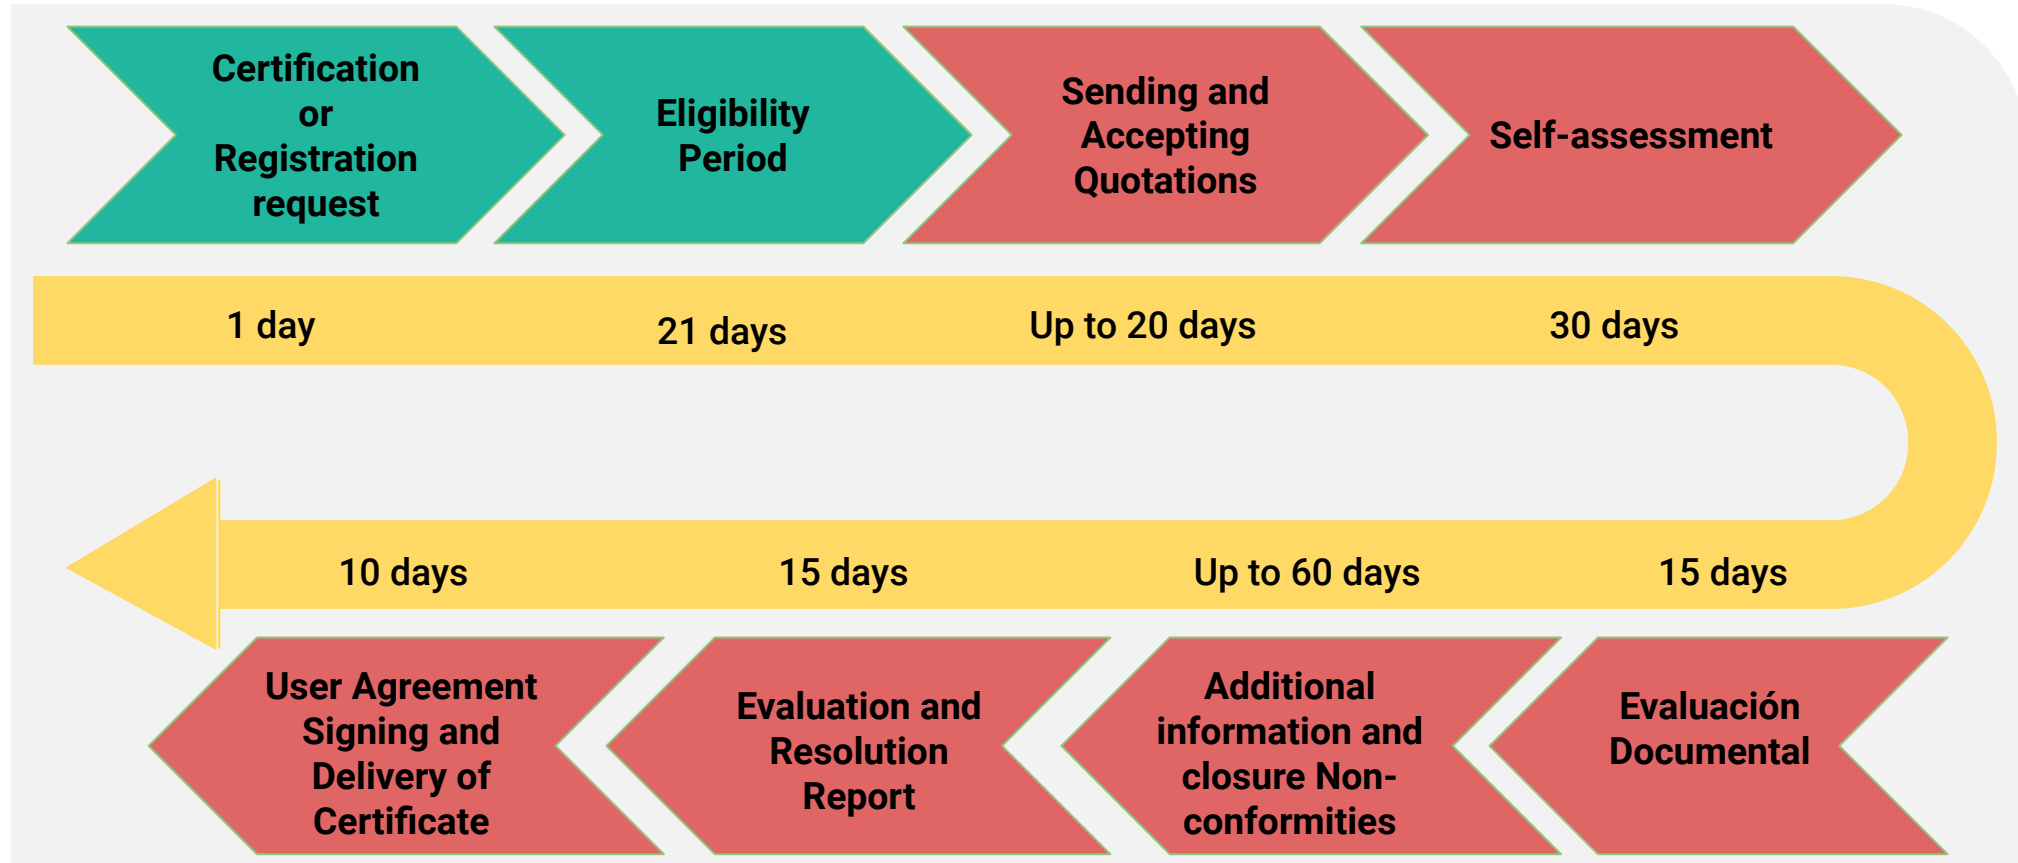 Certification
or
Registration
request
Eligibility
Period
Sending and
Accepting
Quotations
Self-assessment
1 day
21 days
Up to 20 days
30 days
10 days
15 days
Up to 60 days
15 days
User Agreement
Signing and
Delivery of
Certificate
Evaluation and
Resolution
Report
Additional
information and
closure Non-
conformities
Evaluación
Documental